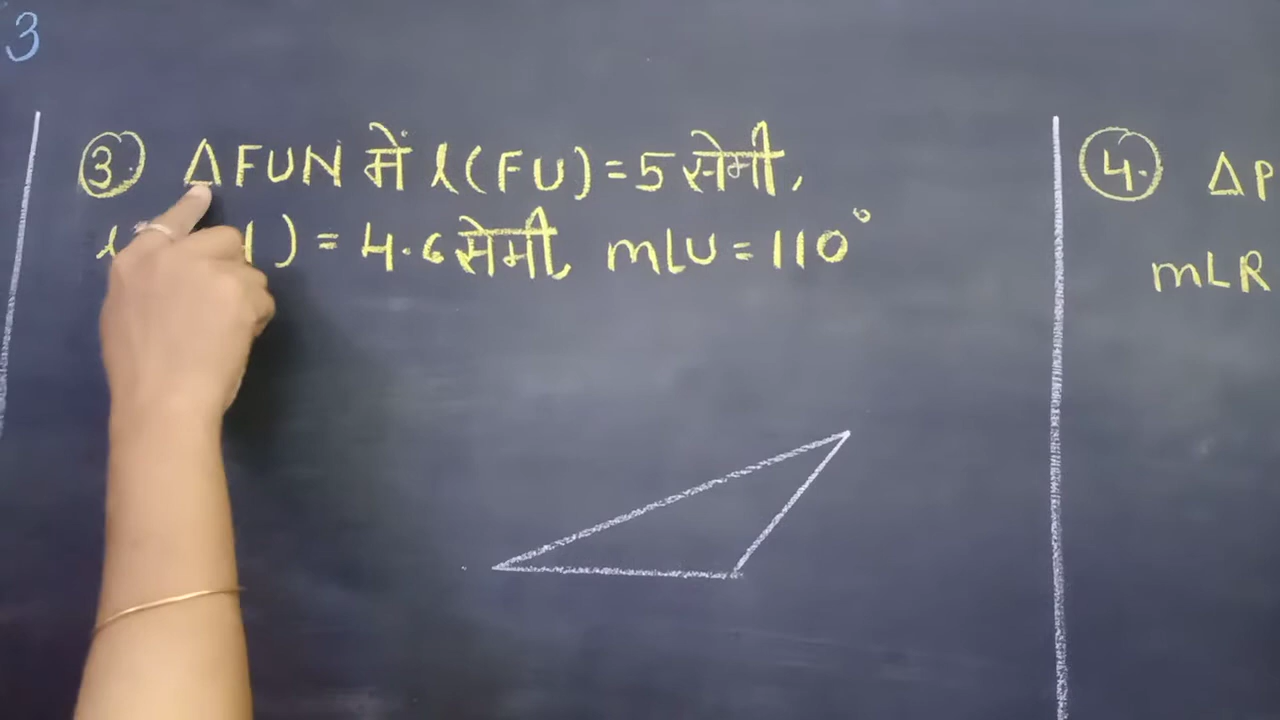 3
3. ΔFUN में l(FU)=5 सेमी,
) = 4.6 सेमी, m∠U = 110°
4. ΔP
m∠R